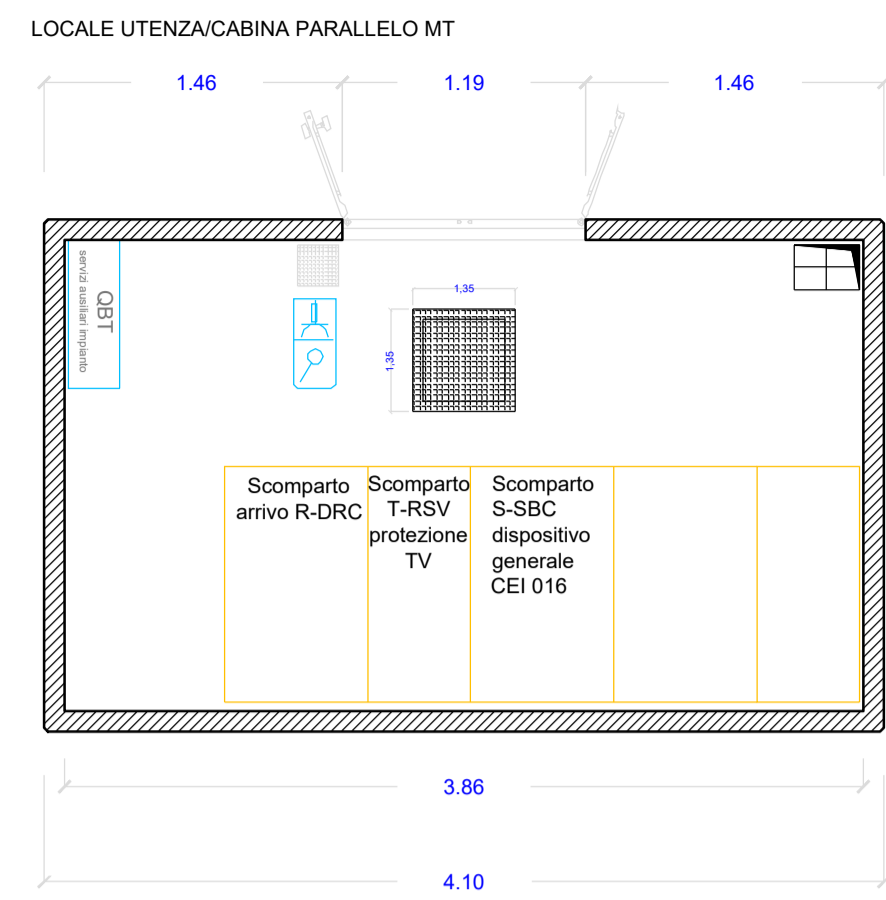 LOCALE UTENZA/CABINA PARALLELO MT
1.46
1.19
1.46
QBT
servizi ausiliari impianto
1,35
1,35
Scomparto
arrivo R-DRC
Scomparto
T-RSV
protezione
TV
Scomparto
S-SBC
dispositivo
generale
CEI 016
3.86
4.10